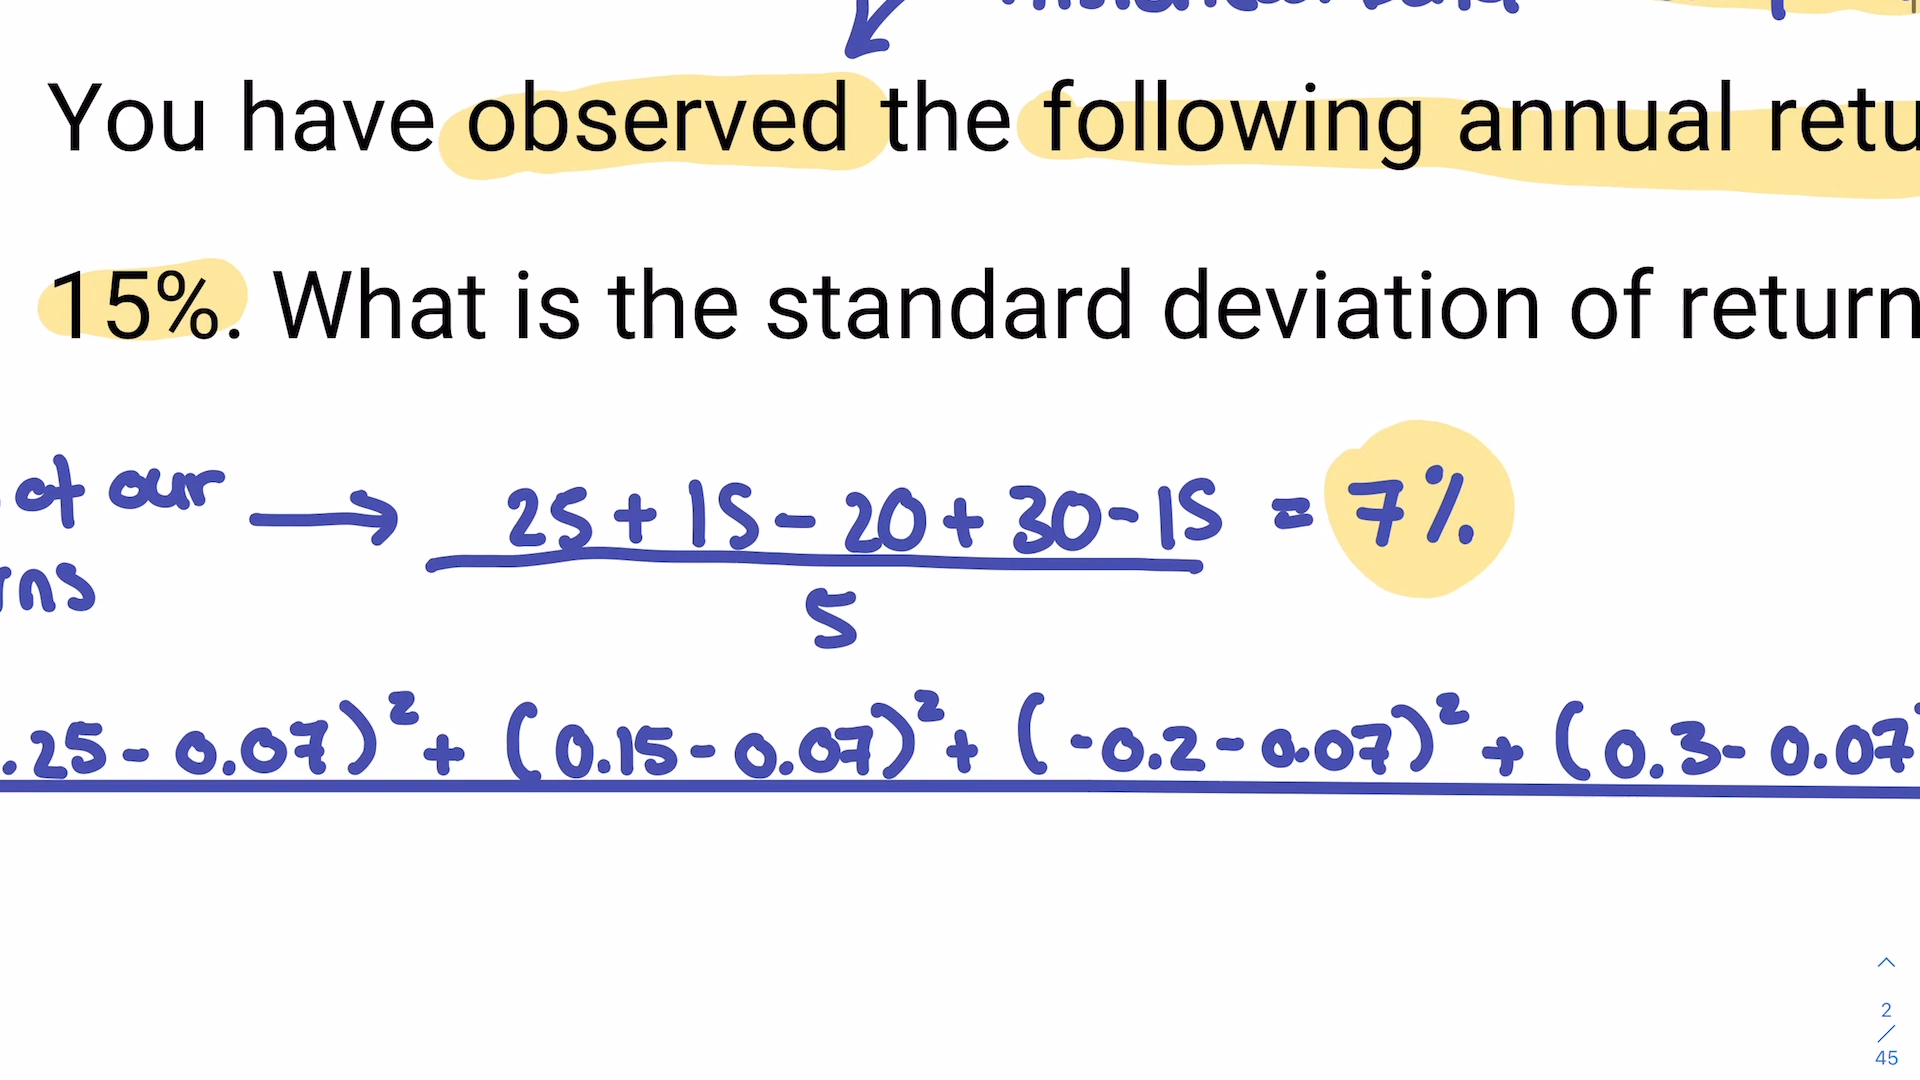 You have observed the following annual retu
15%. What is the standard deviation of return
of our → 25 + 15 - 20 + 30 - 15 = 7%
rns
5
.25 - 0.07)² + (0.15 - 0.07)² + (-0.2 - 0.07)² + (0.3 - 0.07
2
/
45